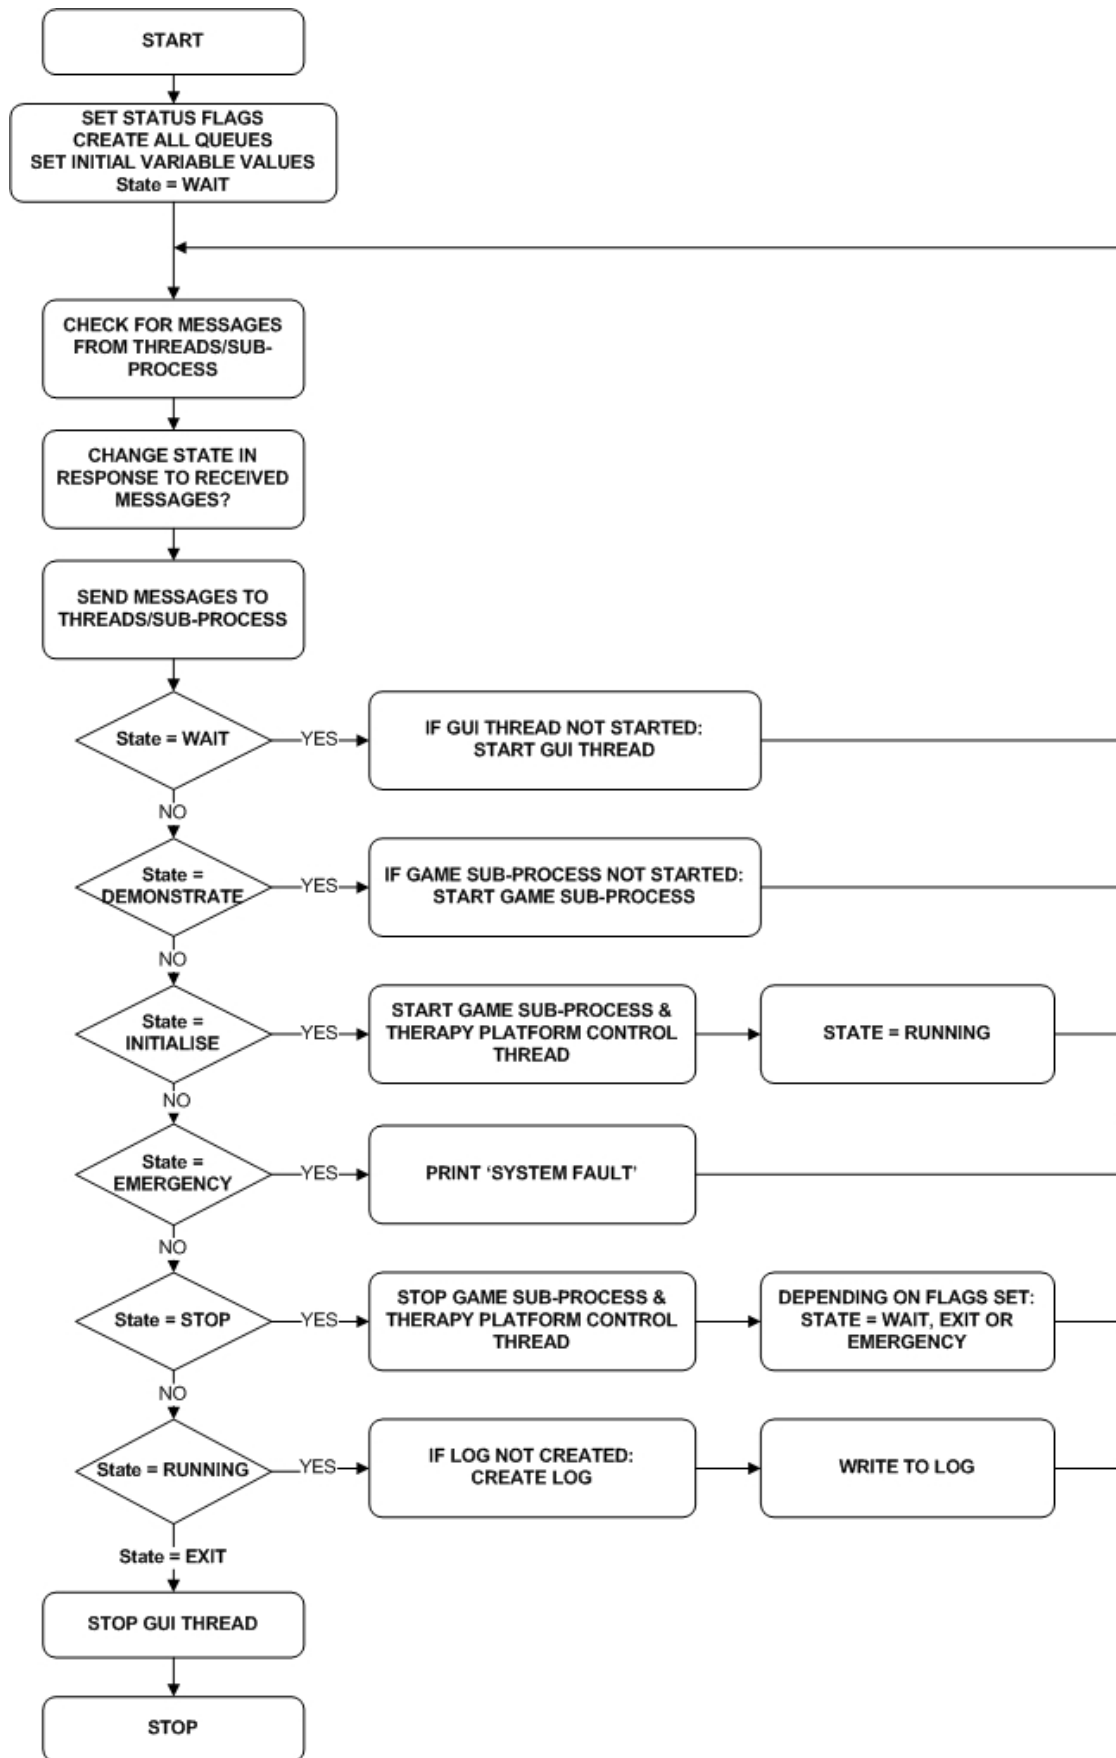 START
SET STATUS FLAGS
CREATE ALL QUEUES
SET INITIAL VARIABLE VALUES
State = WAIT
CHECK FOR MESSAGES
FROM THREADS/SUB-
PROCESS
CHANGE STATE IN
RESPONSE TO RECEIVED
MESSAGES?
SEND MESSAGES TO
THREADS/SUB-PROCESS
State = WAIT
YES
IF GUI THREAD NOT STARTED:
START GUI THREAD
NO
State =
DEMONSTRATE
YES
IF GAME SUB-PROCESS NOT STARTED:
START GAME SUB-PROCESS
NO
State =
INITIALISE
YES
START GAME SUB-PROCESS &
THERAPY PLATFORM CONTROL
THREAD
STATE = RUNNING
NO
State =
EMERGENCY
YES
PRINT ‘SYSTEM FAULT’
NO
State = STOP
YES
STOP GAME SUB-PROCESS &
THERAPY PLATFORM CONTROL
THREAD
DEPENDING ON FLAGS SET:
STATE = WAIT, EXIT OR
EMERGENCY
NO
State = RUNNING
YES
IF LOG NOT CREATED:
CREATE LOG
WRITE TO LOG
State = EXIT
STOP GUI THREAD
STOP